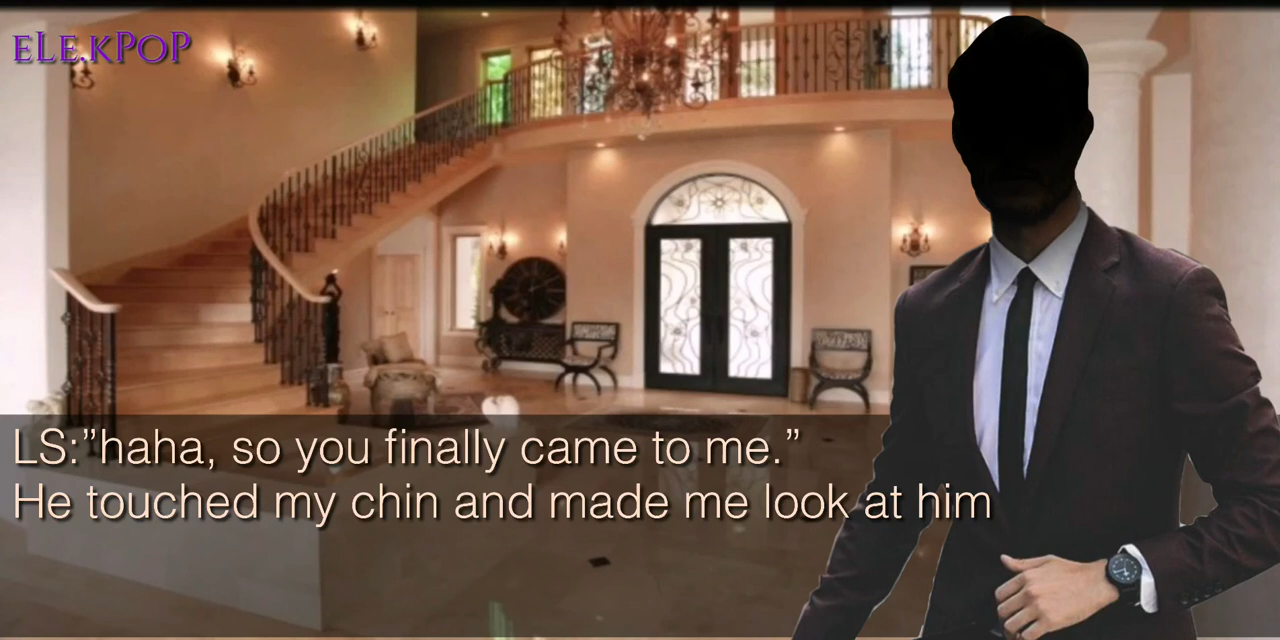 eLe.KPoP
LS:”haha, so you finally came to me.”
He touched my chin and made me look at him